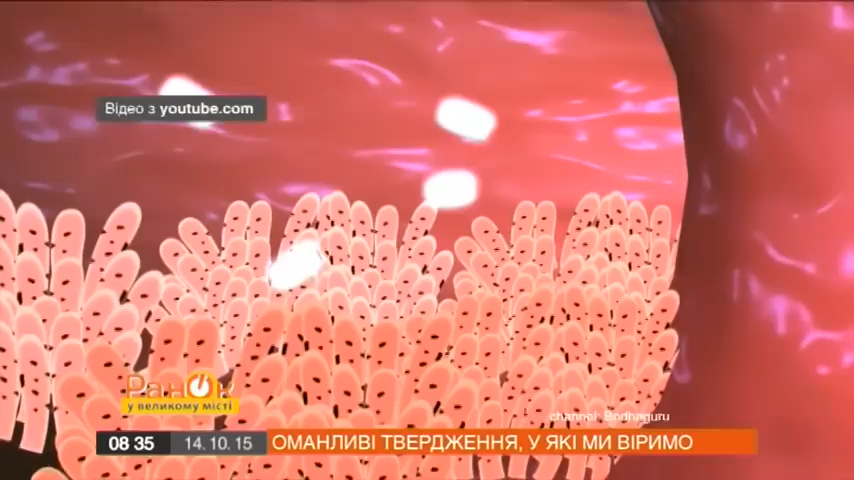 Відео з youtube.com
Ранок
у великому місті
channel: Bodhaguru
08 35
14. 10. 15
ОМАНЛИВІ ТВЕРДЖЕННЯ, У ЯКІ МИ ВІРИМО